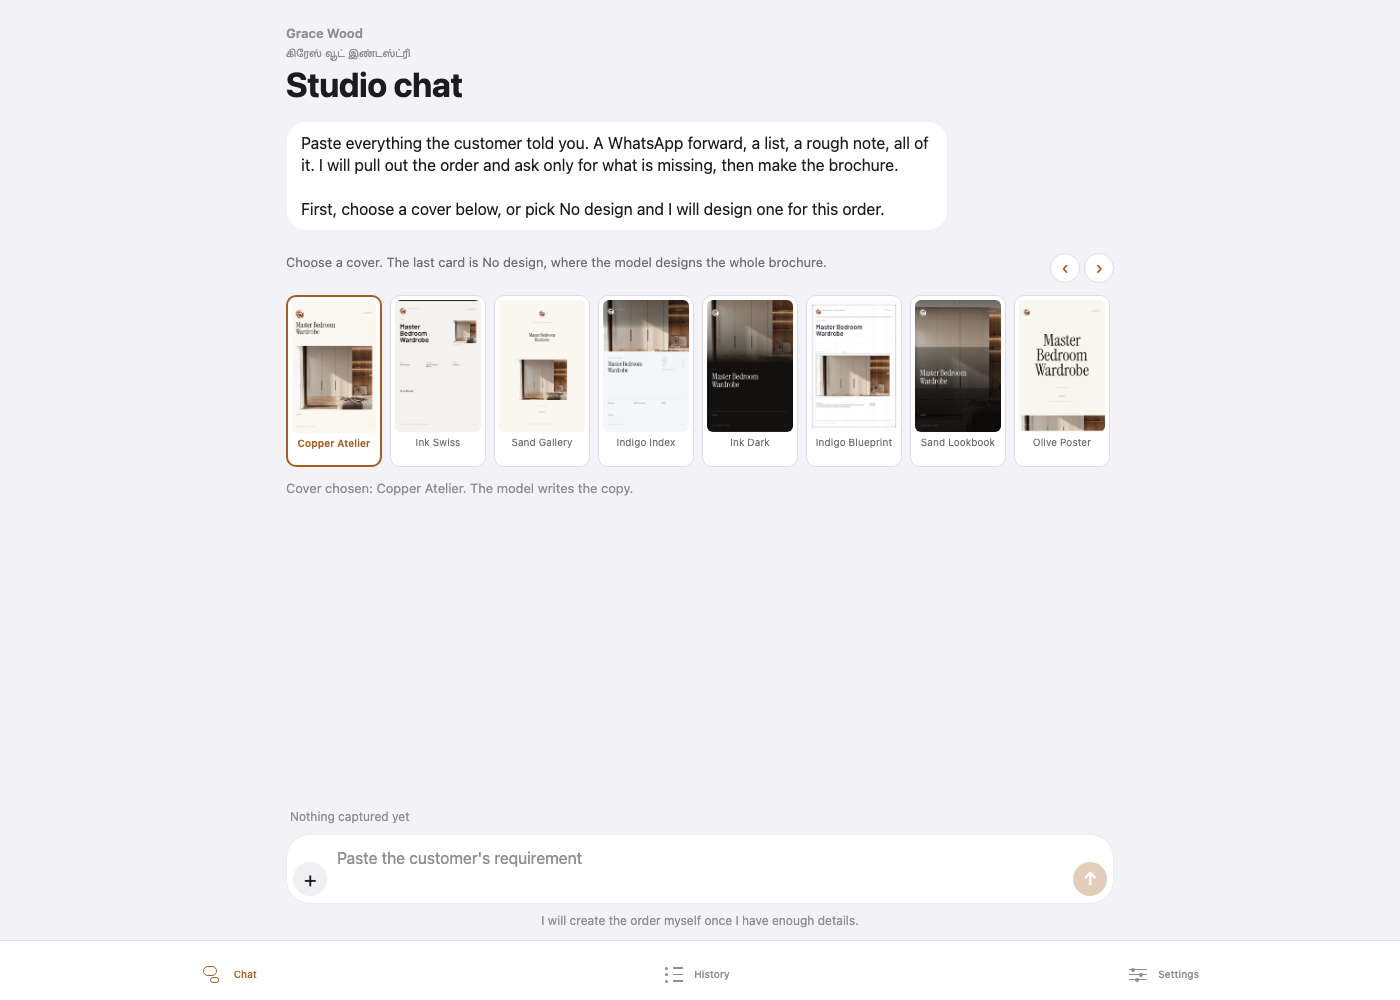 Grace Wood
கிரேஸ் வூட் இண்டஸ்ட்ரி
Studio chat
Paste everything the customer told you. A WhatsApp forward, a list, a rough note, all of
it. I will pull out the order and ask only for what is missing, then make the brochure.
First, choose a cover below, or pick No design and I will design one for this order.
Choose a cover. The last card is No design, where the model designs the whole brochure.
Master Bedroom
Wardrobe
Master
Bedroom
Wardrobe
Master Bedroom
Wardrobe
Master Bedroom
Wardrobe
Master Bedroom
Wardrobe
Master Bedroom
Wardrobe
Master Bedroom
Wardrobe
Master
Bedroom
Wardrobe
Copper Atelier
Ink Swiss
Sand Gallery
Indigo Index
Ink Dark
Indigo Blueprint
Sand Lookbook
Olive Poster
Cover chosen: Copper Atelier. The model writes the copy.
Nothing captured yet
Paste the customer's requirement
I will create the order myself once I have enough details.
Chat
History
Settings